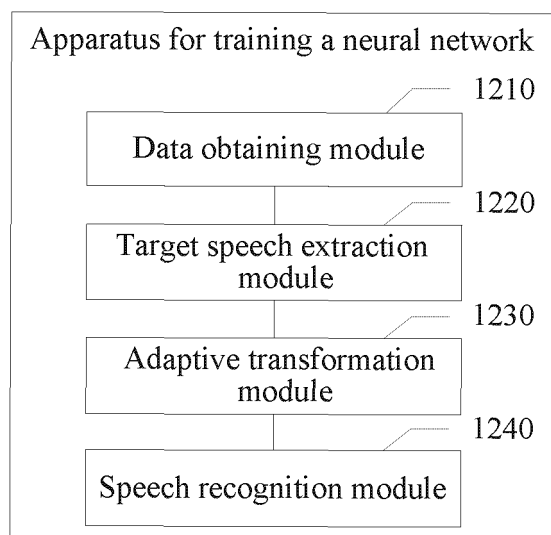 Apparatus for training a neural network
1210
Data obtaining module
1220
Target speech extraction
module
1230
Adaptive transformation
module
1240
Speech recognition module